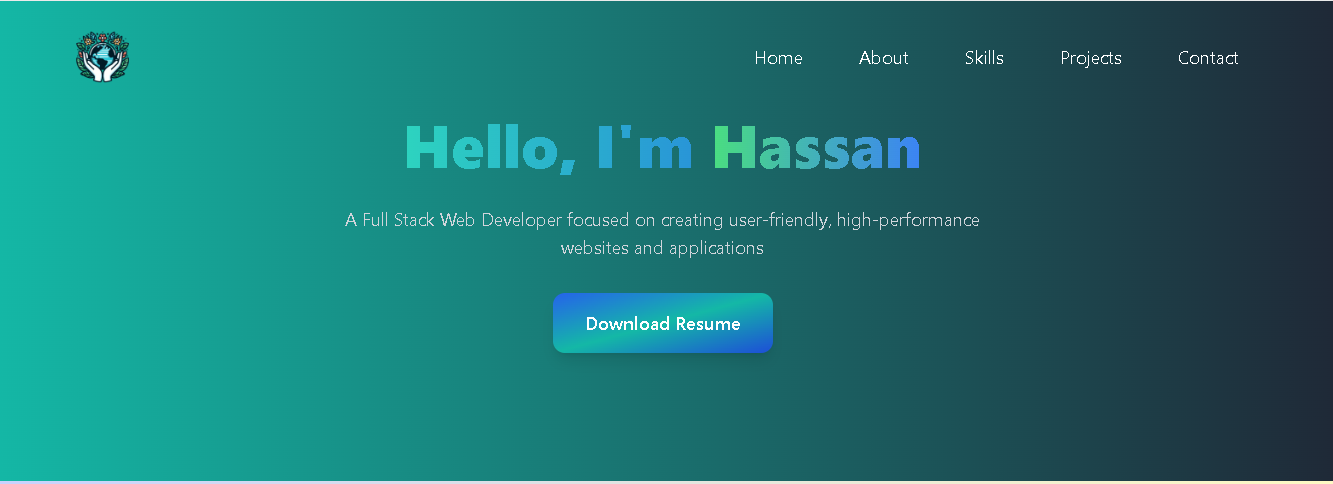 Home About Skills Projects Contact
Hello, I'm Hassan
A Full Stack Web Developer focused on creating user-friendly, high-performance
websites and applications
Download Resume